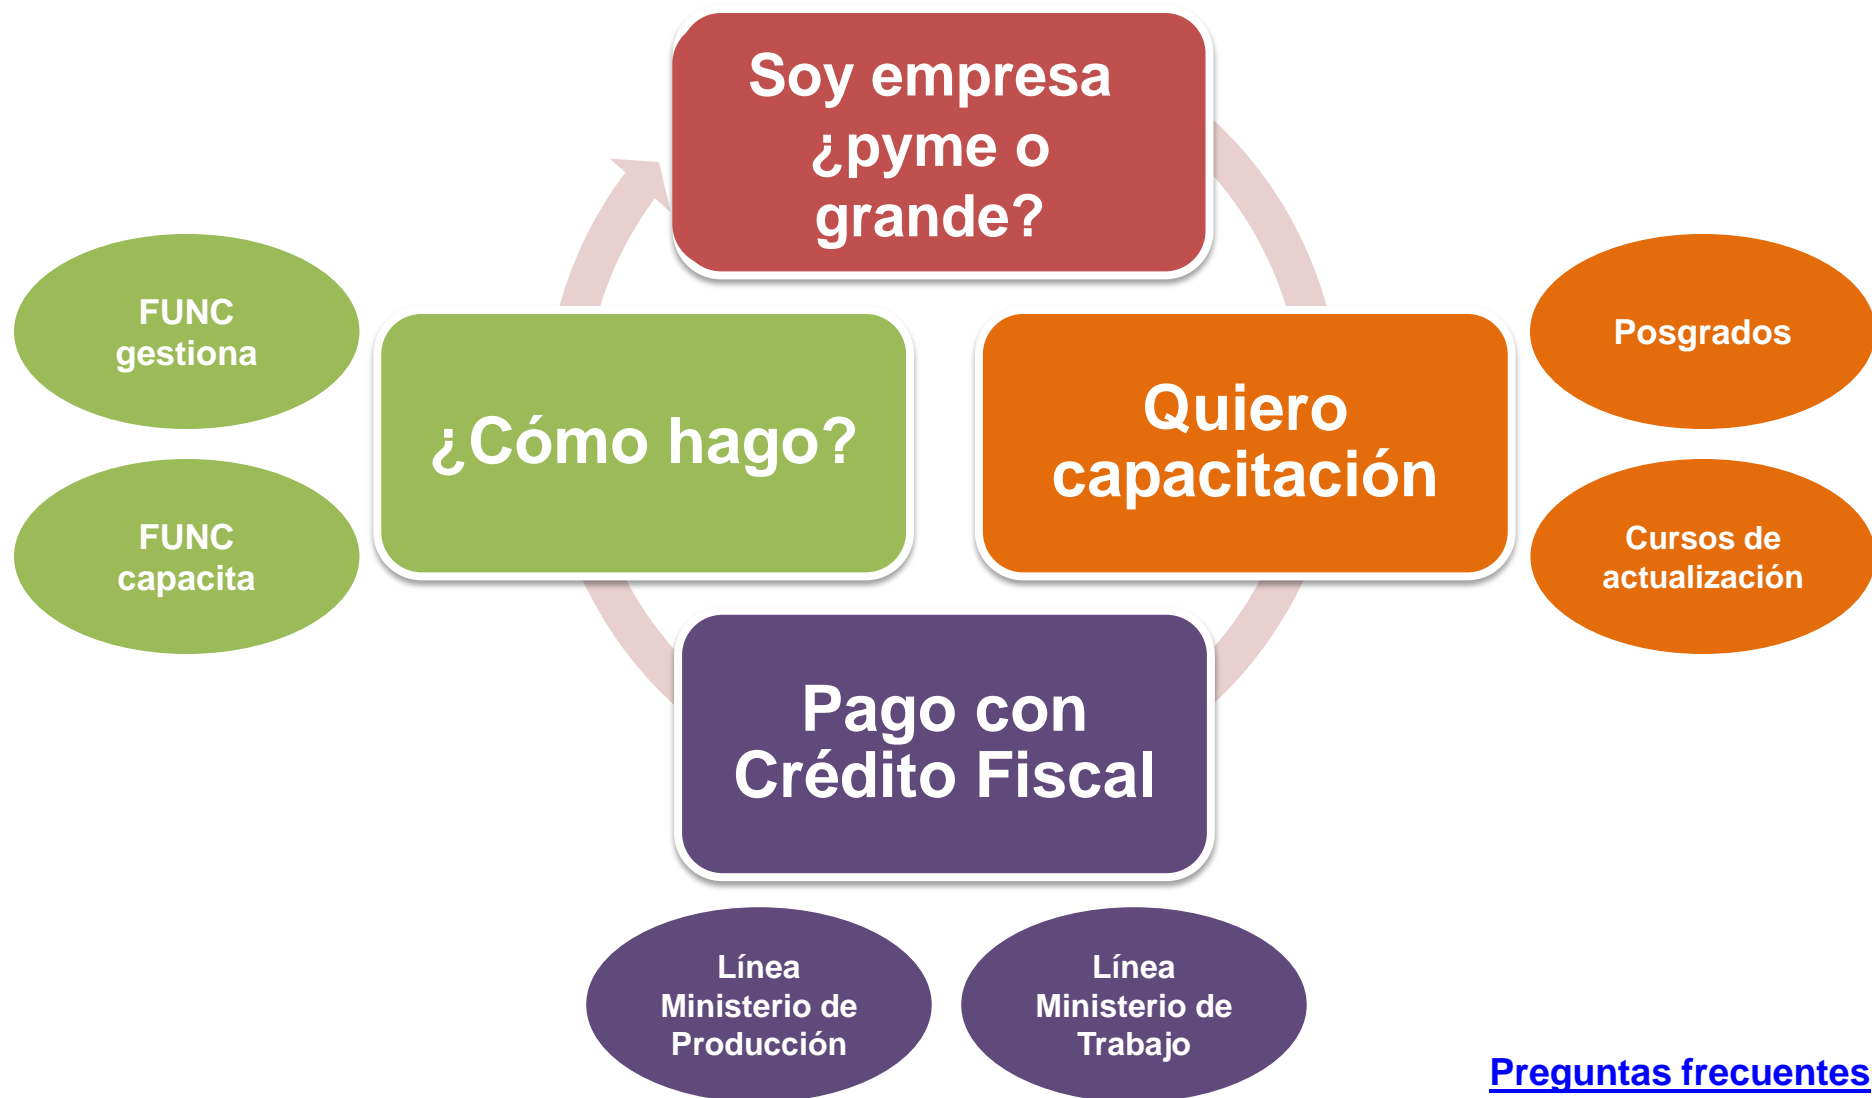 Soy empresa
¿pyme o
grande?
FUNC
gestiona
FUNC
capacita
¿Cómo hago?
Quiero
capacitación
Posgrados
Cursos de
actualización
Pago con
Crédito Fiscal
Línea
Ministerio de
Producción
Línea
Ministerio de
Trabajo
Preguntas frecuentes